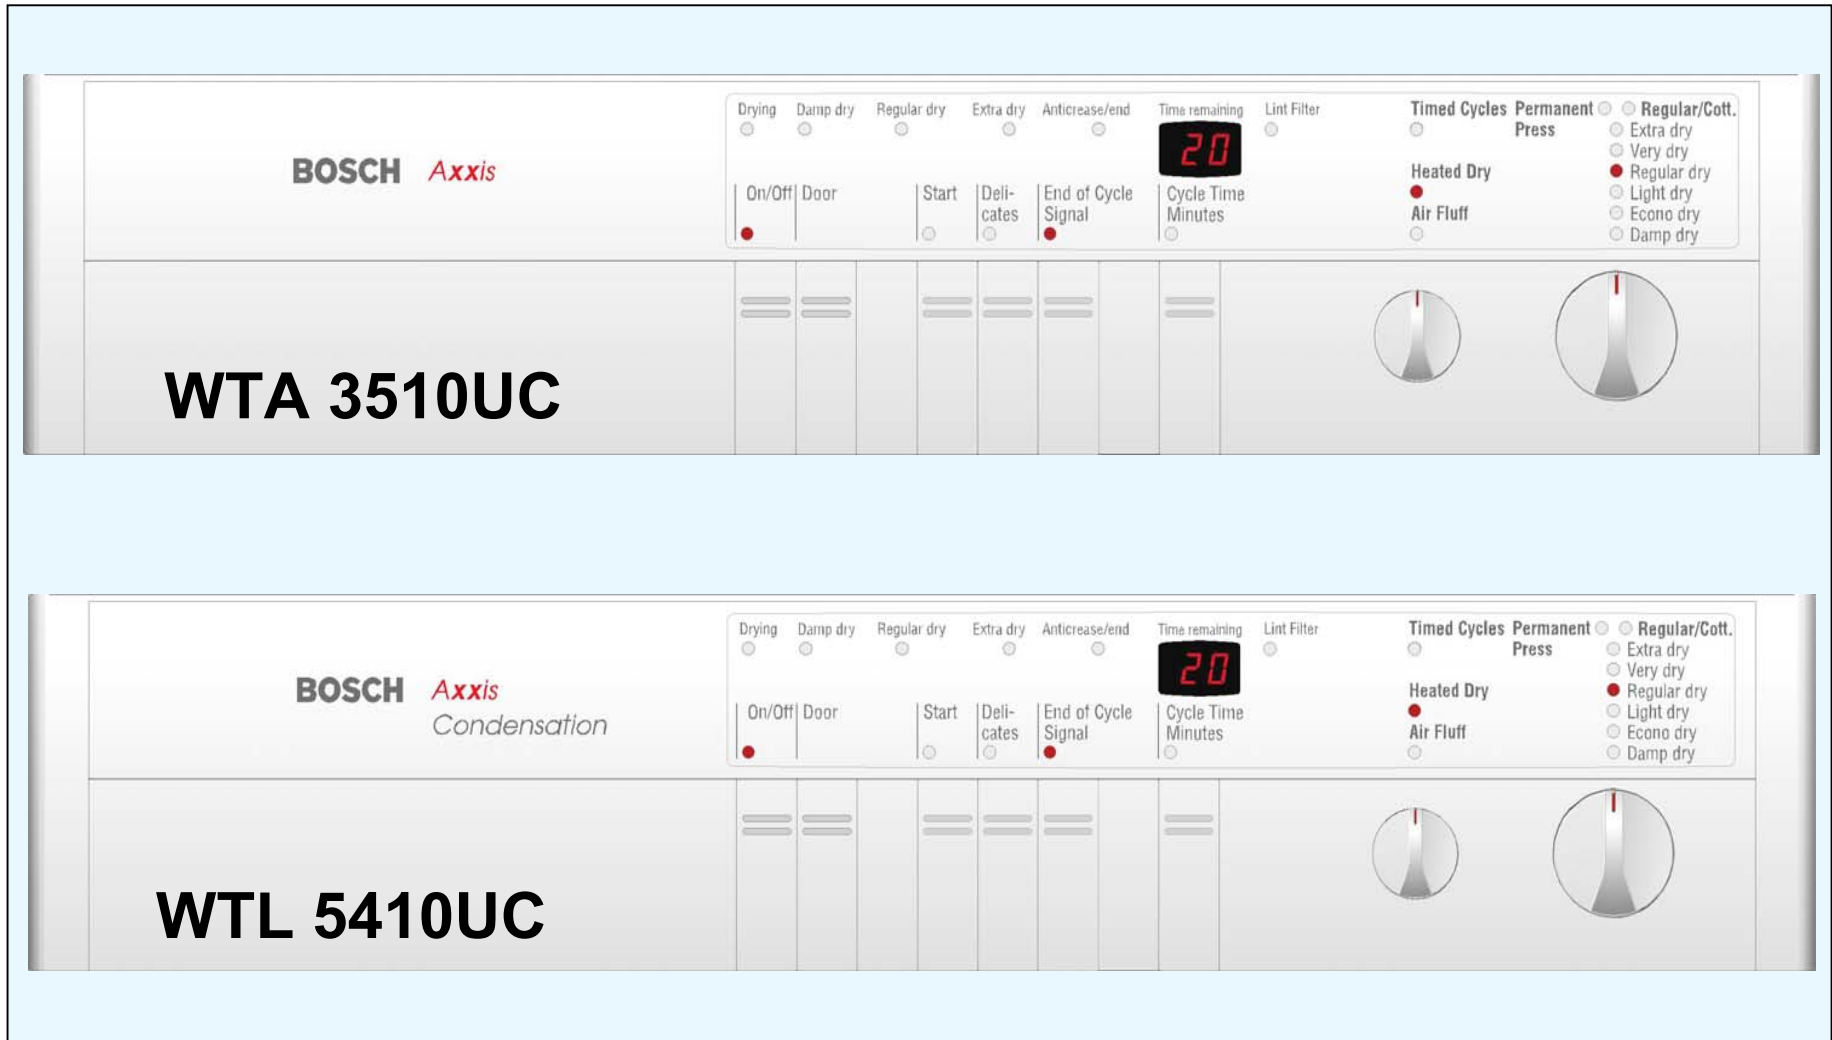 Drying Damp dry Regular dry Extra dry Anticrease/end Time remaining Lint Filter
20
BOSCH Axxis
On/Off Door Start Deli-
cates End of Cycle
Signal Cycle Time
Minutes
Timed Cycles Permanent
Press Regular/Cott.
Extra dry
Very dry
Heated Dry Regular dry
Light dry
Air Fluff Econo dry
Damp dry
WTA 3510UC
Drying Damp dry Regular dry Extra dry Anticrease/end Time remaining Lint Filter
20
BOSCH Axxis
Condensation
On/Off Door Start Deli-
cates End of Cycle
Signal Cycle Time
Minutes
Timed Cycles Permanent
Press Regular/Cott.
Extra dry
Very dry
Heated Dry Regular dry
Light dry
Air Fluff Econo dry
Damp dry
WTL 5410UC